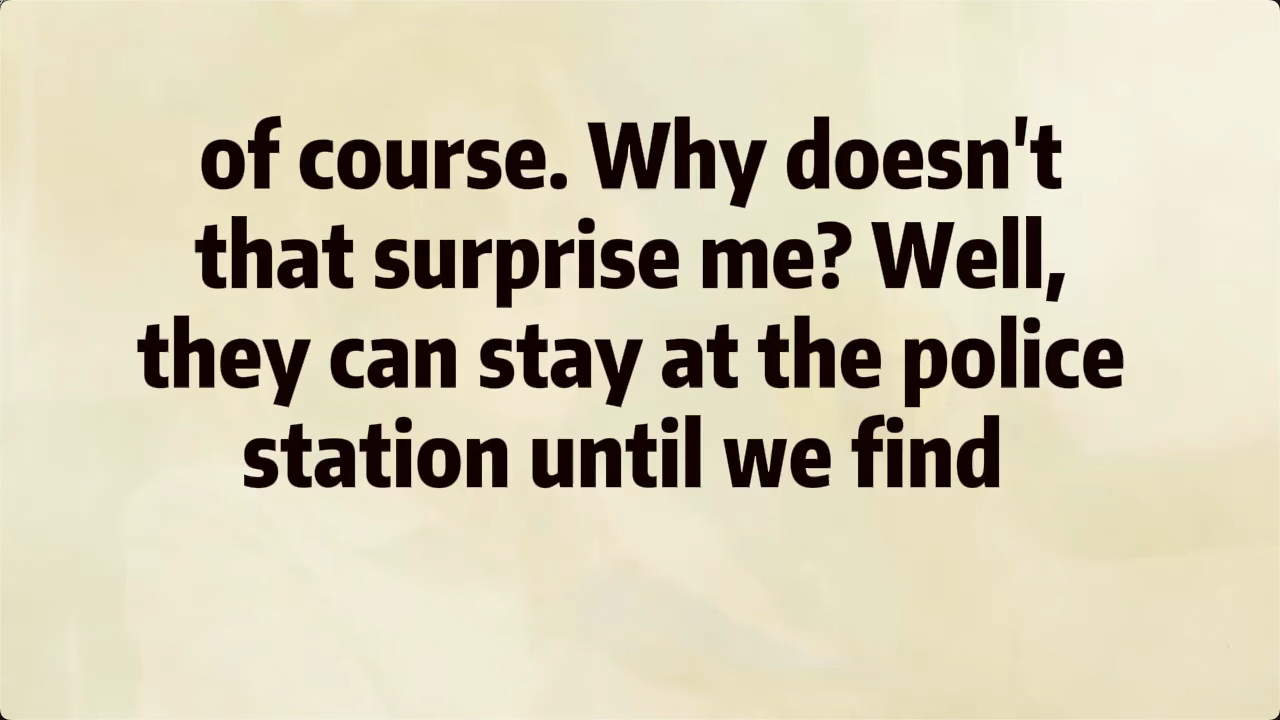 of course. Why doesn't
that surprise me? Well,
they can stay at the police
station until we find